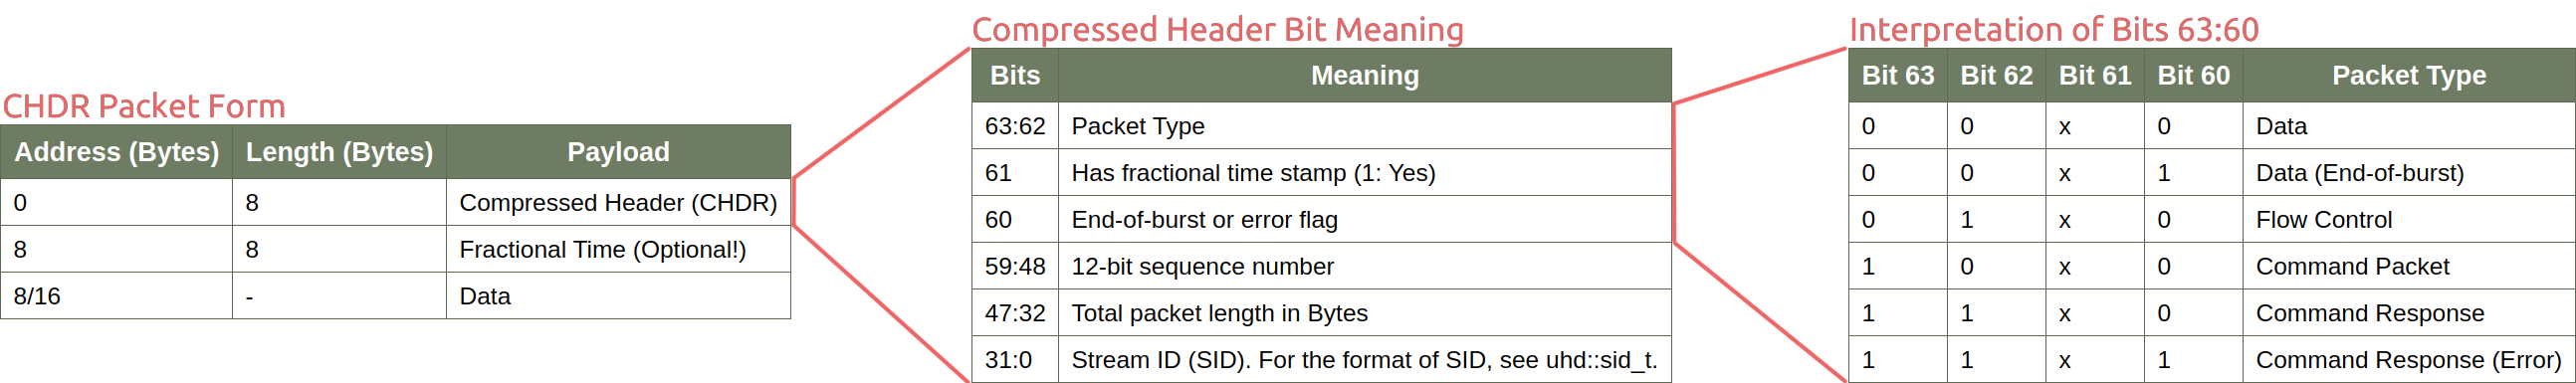 CHDR Packet Form
Address (Bytes) Length (Bytes) Payload
0 8 Compressed Header (CHDR)
8 8 Fractional Time (Optional!)
8/16 - Data
Compressed Header Bit Meaning
Bits Meaning
63:62 Packet Type
61 Has fractional time stamp (1: Yes)
60 End-of-burst or error flag
59:48 12-bit sequence number
47:32 Total packet length in Bytes
31:0 Stream ID (SID). For the format of SID, see uhd::sid_t.
Interpretation of Bits 63:60
Bit 63 Bit 62 Bit 61 Bit 60 Packet Type
0 0 x 0 Data
0 0 x 1 Data (End-of-burst)
0 1 x 0 Flow Control
1 0 x 0 Command Packet
1 1 x 0 Command Response
1 1 x 1 Command Response (Error)